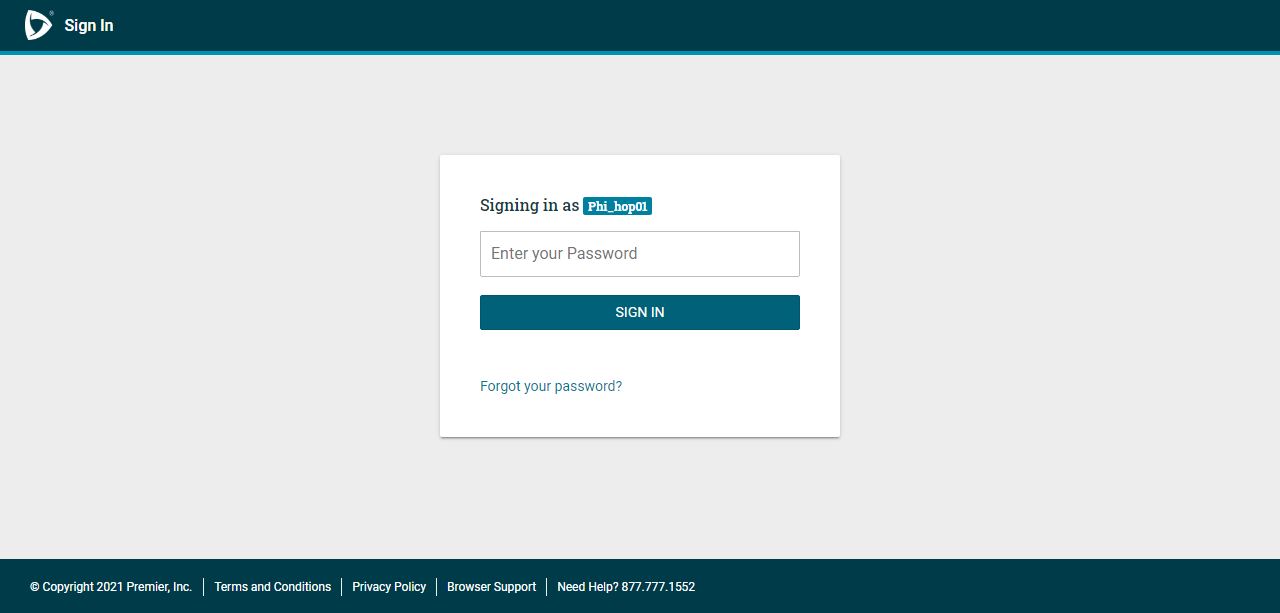 Sign In
Signing in as Phi_hop01
Enter your Password
SIGN IN
Forgot your password?
© Copyright 2021 Premier, Inc. Terms and Conditions Privacy Policy Browser Support Need Help? 877.777.1552